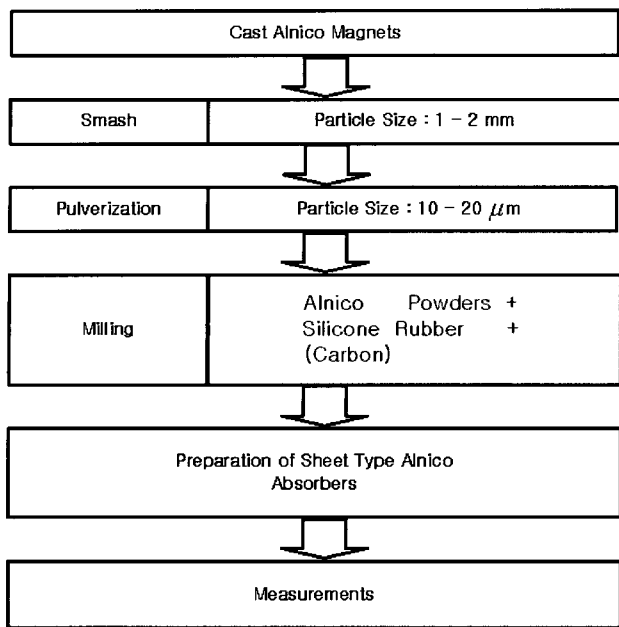 Cast Alnico Magnets
Smash
Particle Size : 1 - 2 mm
Pulverization
Particle Size : 10 - 20 μm
Milling
Alnico Powders +
Silicone Rubber +
(Carbon)
Preparation of Sheet Type Alnico
Absorbers
Measurements